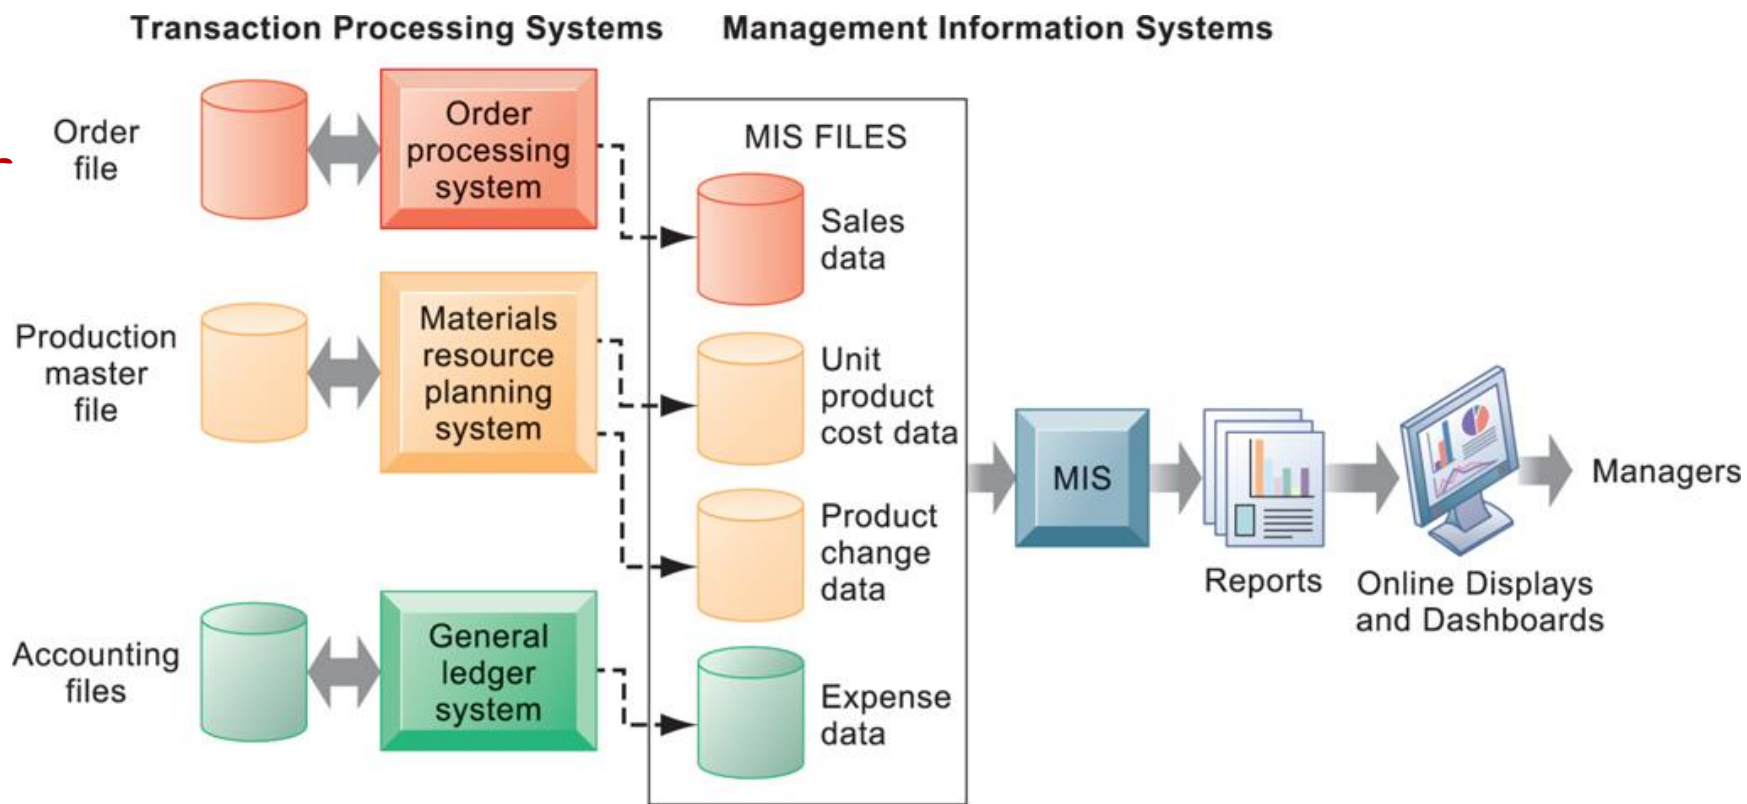 Transaction Processing Systems
Management Information Systems
Order
file
Order
processing
system
MIS FILES
Sales
data
Production
master
file
Materials
resource
planning
system
Unit
product
cost data
Product
change
data
MIS
Reports
Online Displays
and Dashboards
Managers
Accounting
files
General
ledger
system
Expense
data